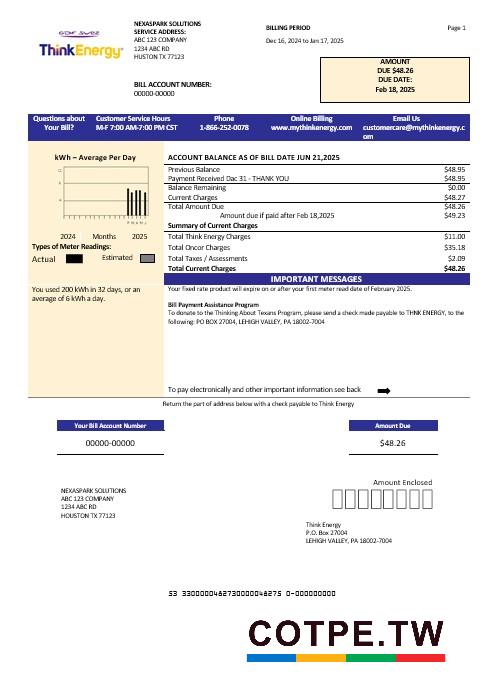 GDF SUEZ
ThinkEnergy
NEXASPARK SOLUTIONS
SERVICE ADDRESS:
ABC 123 COMPANY
1234 ABC RD
HUSTON TX 77123
BILL ACCOUNT NUMBER:
00000-00000
BILLING PERIOD
Dec 16, 2024 to Jan 17, 2025
Page 1
AMOUNT
DUE $48.26
DUE DATE:
Feb 18, 2025
Questions about
Your Bill?
Customer Service Hours
M-F 7:00 AM-7:00 PM CST
Phone
1-866-252-0078
Online Billing
www.mythinkenergy.com
Email Us
customercare@mythinkenergy.c
om
kWh – Average Per Day
2024 Months 2025
Types of Meter Readings:
Actual Estimated
You used 200 kWh in 32 days, or an
average of 6 kWh a day.
ACCOUNT BALANCE AS OF BILL DATE JUN 21,2025
Previous Balance $48.95
Payment Received Dac 31 - THANK YOU $48.95
Balance Remaining $0.00
Current Charges $48.27
Total Amount Due $48.26
Amount due if paid after Feb 18,2025 $49.23
Summary of Current Charges
Total Think Energy Charges $11.00
Total Oncor Charges $35.18
Total Taxes / Assessments $2.09
Total Current Charges $48.26
IMPORTANT MESSAGES
Your fixed rate product will expire on or after your first meter read date of February 2025.
Bill Payment Assistance Program
To donate to the Thinking About Texans Program, please send a check made payable to THNK ENERGY, to the
following: PO BOX 27004, LEHIGH VALLEY, PA 18002-7004
To pay electronically and other important information see back
Return the part of address below with a check payable to Think Energy
Your Bill Account Number
00000-00000
Amount Due
$48.26
Amount Enclosed
NEXASPARK SOLUTIONS
ABC 123 COMPANY
1234 ABC RD
HOUSTON TX 77123
Think Energy
P.O. Box 27004
LEHIGH VALLEY, PA 18002-7004
53 3300000482730000048275 0-000000000
COTPE.TW